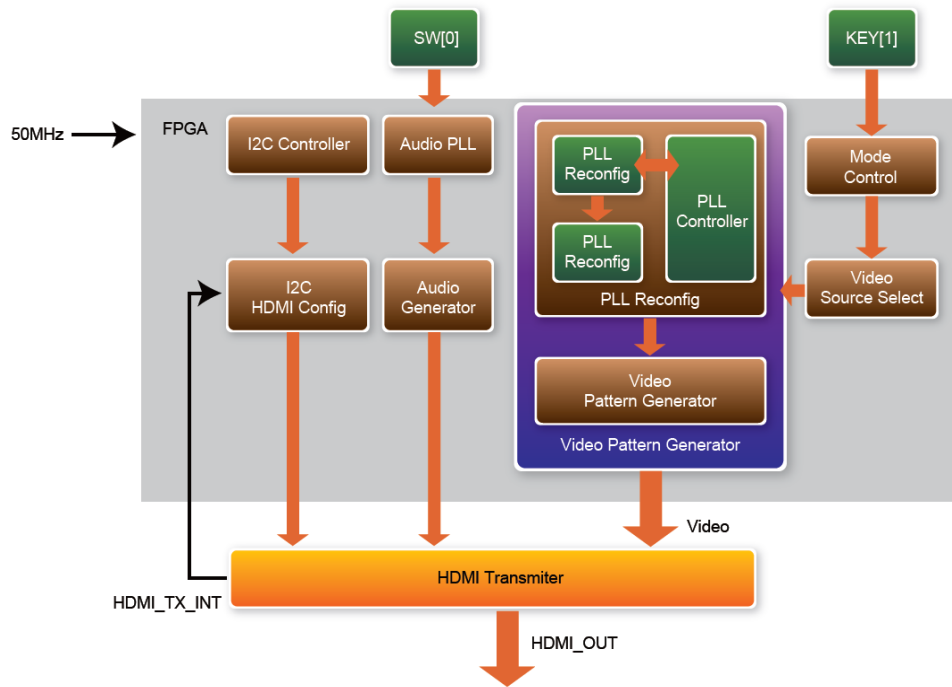 SW[0]
KEY[1]
50MHz
FPGA
I2C Controller
Audio PLL
PLL
Reconfig
PLL
Controller
PLL
Reconfig
PLL Reconfig
Mode
Control
I2C
HDMI Config
Audio
Generator
Video
Source Select
Video
Pattern Generator
Video Pattern Generator
Video
HDMI Transmiter
HDMI_TX_INT
HDMI_OUT